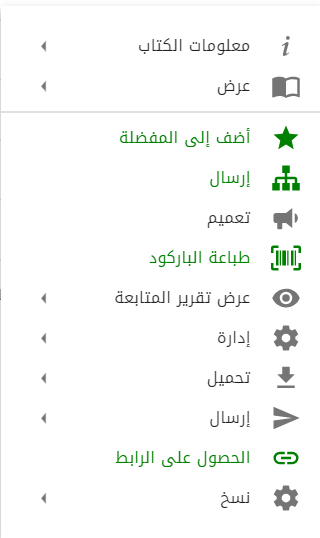 معلومات الكتاب
عرض
أضف إلى المفضلة
إرسال
تعميم
طباعة الباركود
عرض تقرير المتابعة
إدارة
تحميل
إرسال
الحصول على الرابط
نسخ